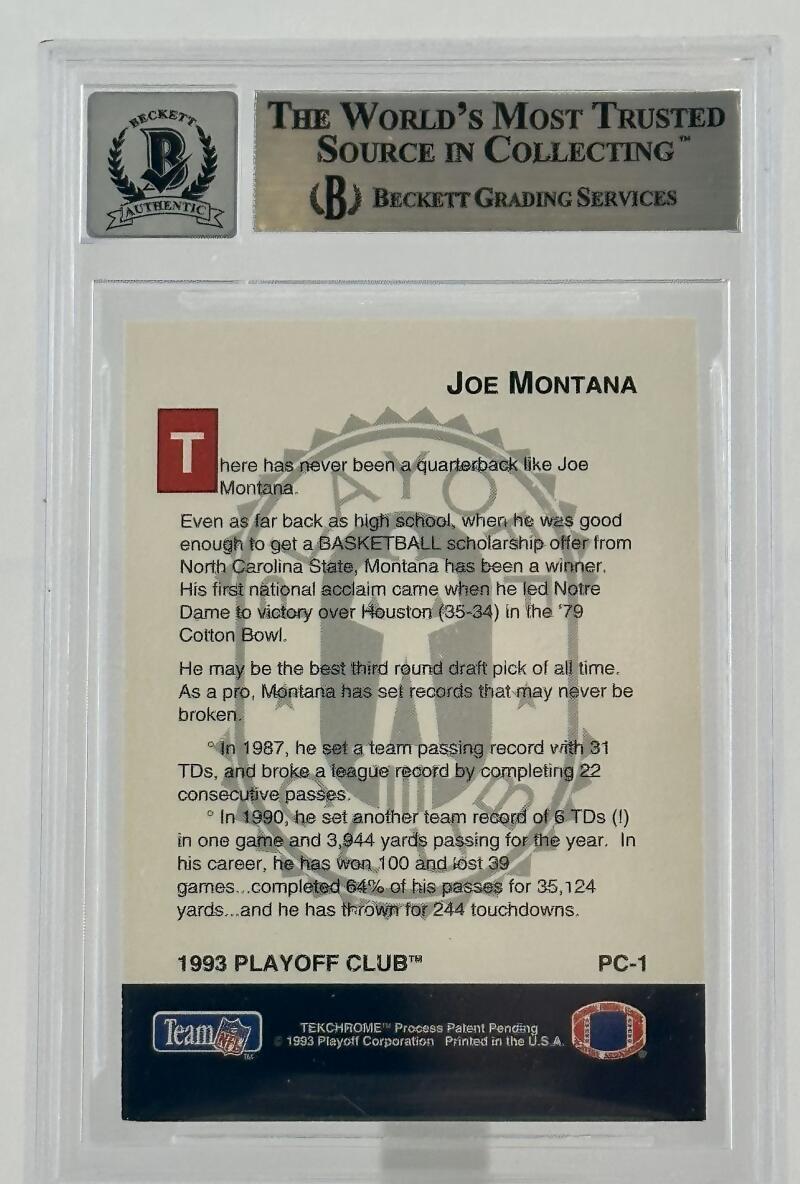 BECKETT
B
AUTHENTIC
THE WORLD'S MOST TRUSTED
SOURCE IN COLLECTING™
(B) BECKETT GRADING SERVICES
JOE MONTANA
There has never been a quarterback like Joe
Montana.
Even as far back as high school, when he was good
enough to get a BASKETBALL scholarship offer from
North Carolina State, Montana has been a winner.
His first national acclaim came when he led Notre
Dame to victory over Houston (35-34) in the '79
Cotton Bowl.
He may be the best third round draft pick of all time.
As a pro, Montana has set records that may never be
broken.
° In 1987, he set a team passing record with 31
TDs, and broke a league record by completing 22
consecutive passes.
° In 1990, he set another team record of 6 TDs (!)
in one game and 3,944 yards passing for the year. In
his career, he has won 100 and lost 39
games...completed 64% of his passes for 35,124
yards...and he has thrown for 244 touchdowns.
PLAYOFF
CLUB
1993 PLAYOFF CLUB™ PC-1
Team NFL ™
TEKCHROME™ Process Patent Pending
© 1993 Playoff Corporation Printed in the U.S.A.